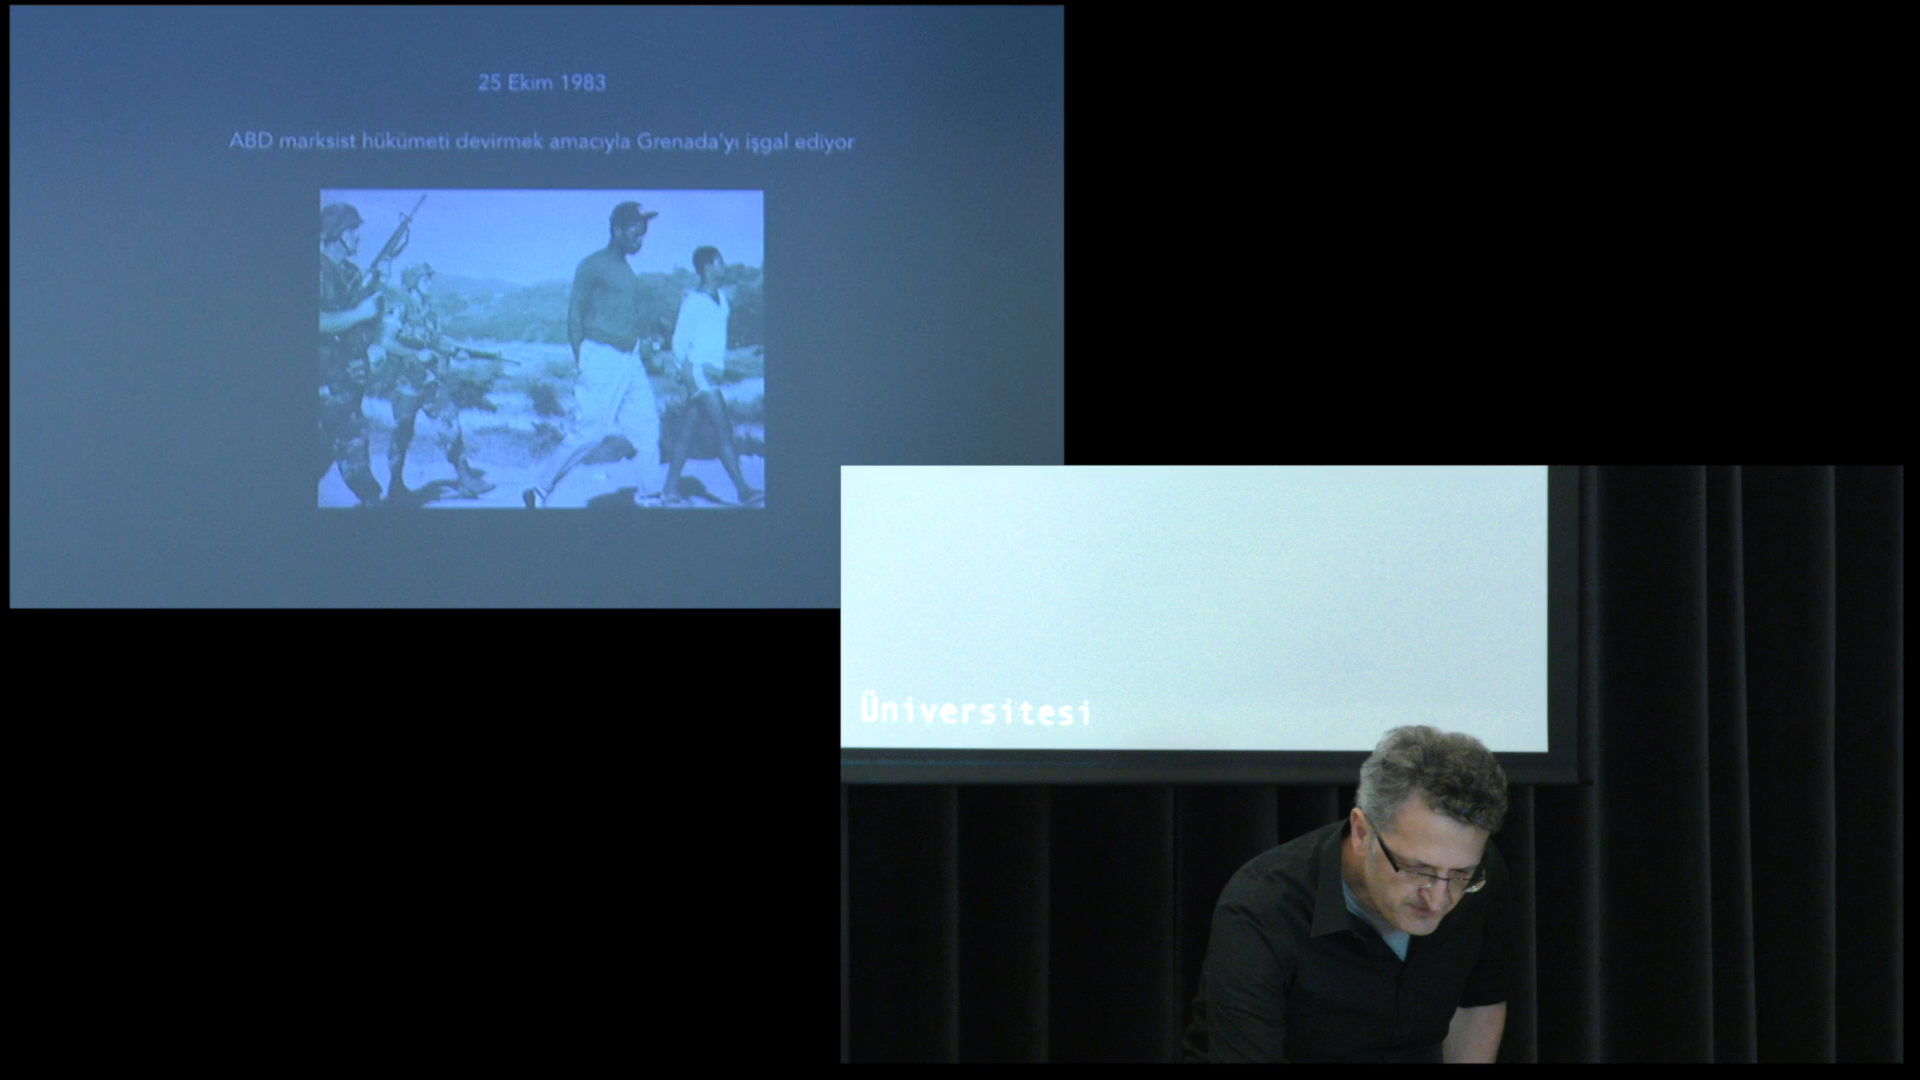 25 Ekim 1983
ABD marksist hükümeti devirmek amacıyla Grenada'yı işgal ediyor
Üniversitesi